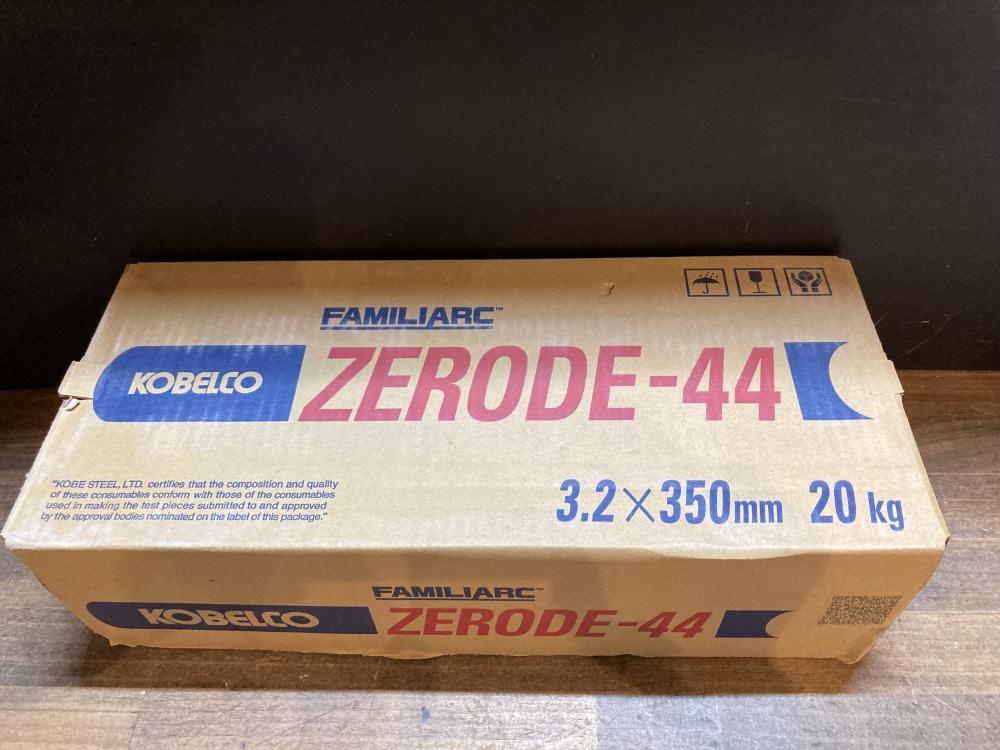 FAMILIARC™
KOBELCO ZERODE-44
"KOBE STEEL, LTD. certifies that the composition and quality
of these consumables conform with those of the consumables
used in making the test pieces submitted to and approved
by the approval bodies nominated on the label of this package."
3.2×350mm 20 kg
FAMILIARC™
KOBELCO ZERODE-44